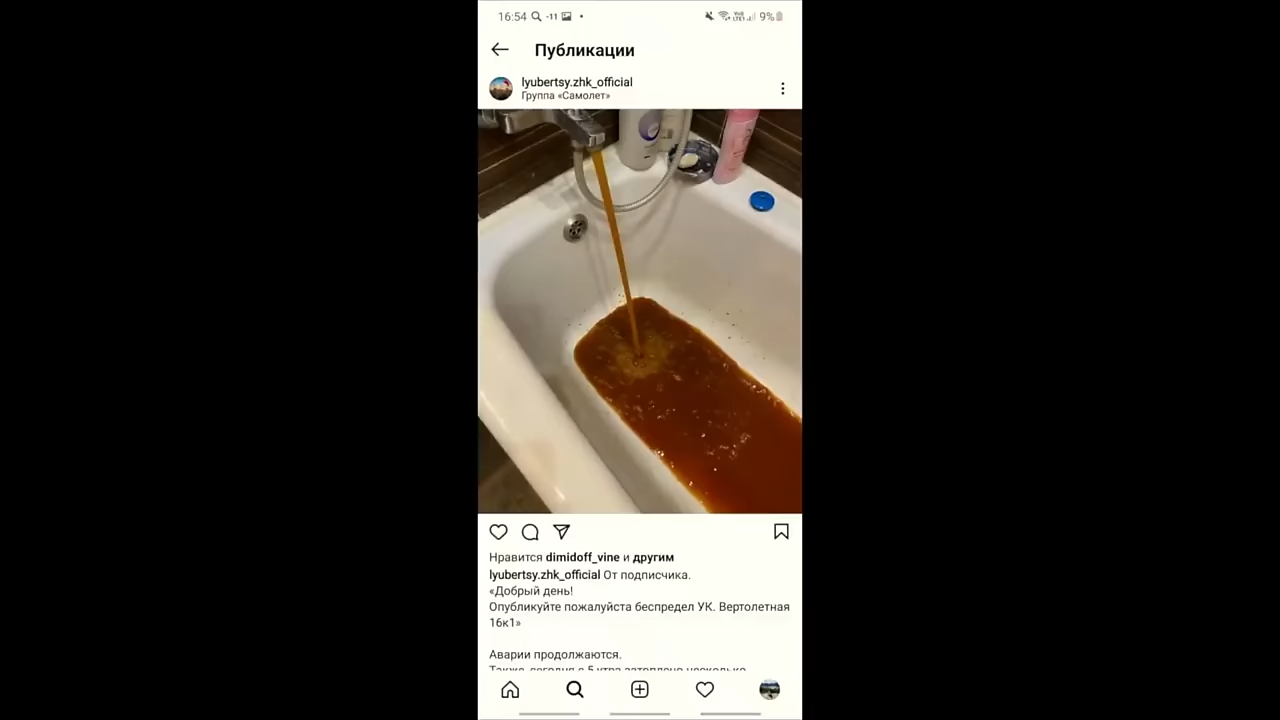 16:54 -11 9%
Публикации
lyubertsy.zhk_official
Группа «Самолет»
Нравится dimidoff_vine и другим
lyubertsy.zhk_official От подписчика.
«Добрый день!
Опубликуйте пожалуйста беспредел УК. Вертолетная
16к1»
Аварии продолжаются.